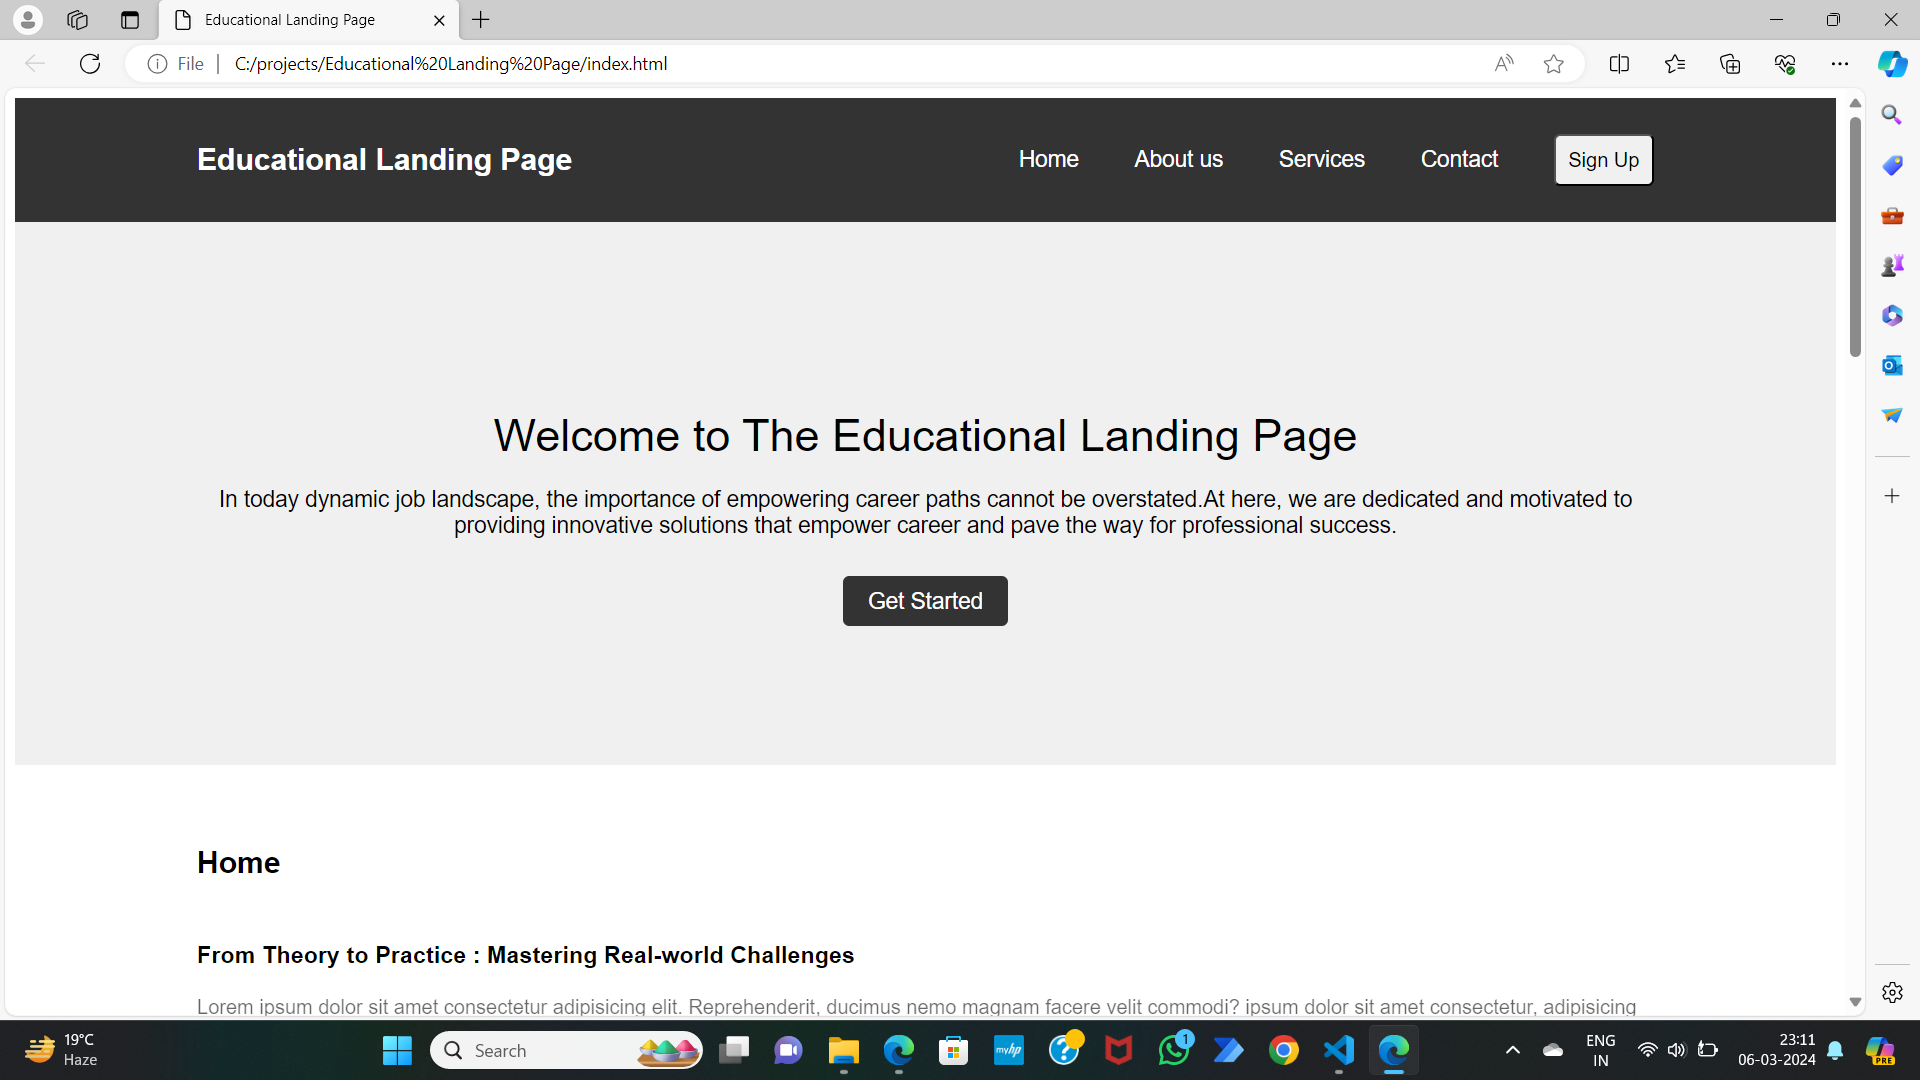 Educational Landing Page
File
C:/projects/Educational%20Landing%20Page/index.html
Educational Landing Page
Home
About us
Services
Contact
Sign Up
Welcome to The Educational Landing Page
In today dynamic job landscape, the importance of empowering career paths cannot be overstated.At here, we are dedicated and motivated to
providing innovative solutions that empower career and pave the way for professional success.
Get Started
Home
From Theory to Practice : Mastering Real-world Challenges
Lorem ipsum dolor sit amet consectetur adipisicing elit. Reprehenderit, ducimus nemo magnam facere velit commodi? ipsum dolor sit amet consectetur, adipisicing
19°C
Haze
Search
myhp
1
ENG
IN
23:11
06-03-2024
PRE